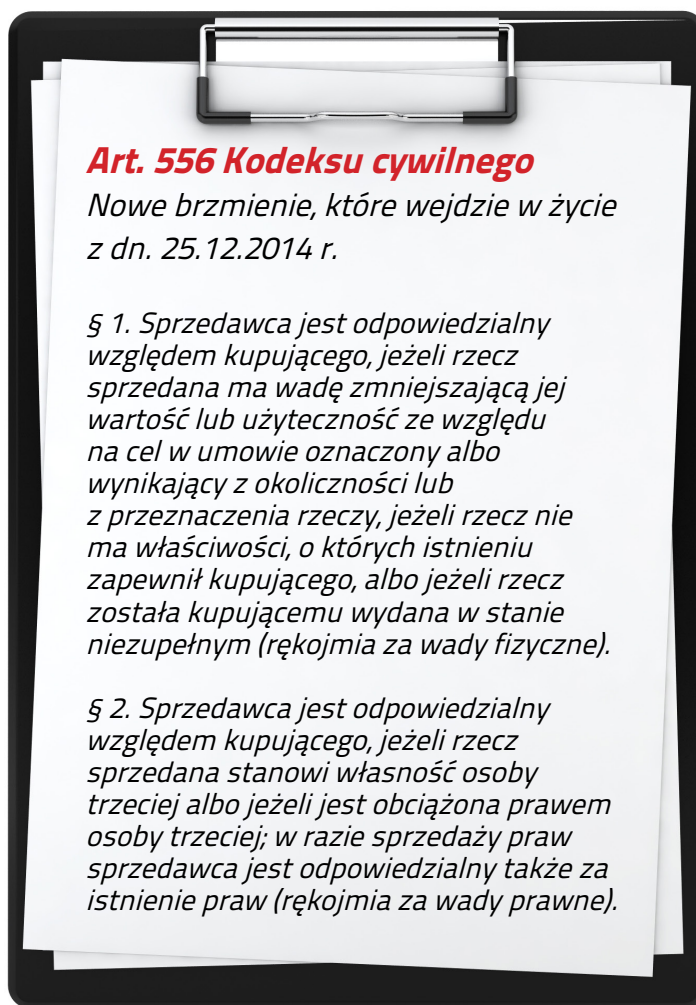 Art. 556 Kodeksu cywilnego
Nowe brzmienie, które wejdzie w życie
z dn. 25.12.2014 r.
§ 1. Sprzedawca jest odpowiedzialny
względem kupującego, jeżeli rzecz
sprzedana ma wadę zmniejszającą jej
wartość lub użyteczność ze względu
na cel w umowie oznaczony albo
wynikający z okoliczności lub
z przeznaczenia rzeczy, jeżeli rzecz nie
ma właściwości, o których istnieniu
zapewnił kupującego, albo jeżeli rzecz
została kupującemu wydana w stanie
niezupełnym (rękojmia za wady fizyczne).
§ 2. Sprzedawca jest odpowiedzialny
względem kupującego, jeżeli rzecz
sprzedana stanowi własność osoby
trzeciej albo jeżeli jest obciążona prawem
osoby trzeciej; w razie sprzedaży praw
sprzedawca jest odpowiedzialny także za
istnienie praw (rękojmia za wady prawne).